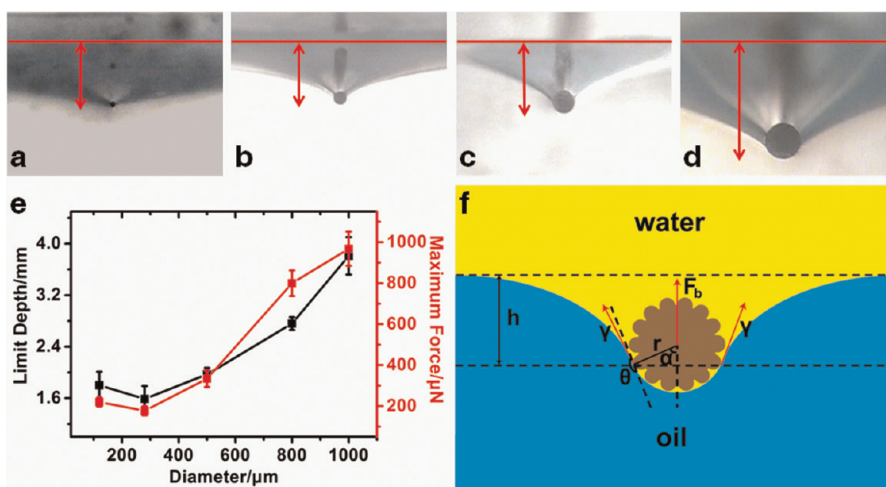 a
b
c
d
e
Limit Depth/mm
4.0
3.2
2.4
1.6
200 400 600 800 1000
Diameter/µm
1000
800
600
400
200
Maximum Force/µN
f
water
F_b
h
γ
γ
r
α
θ
oil